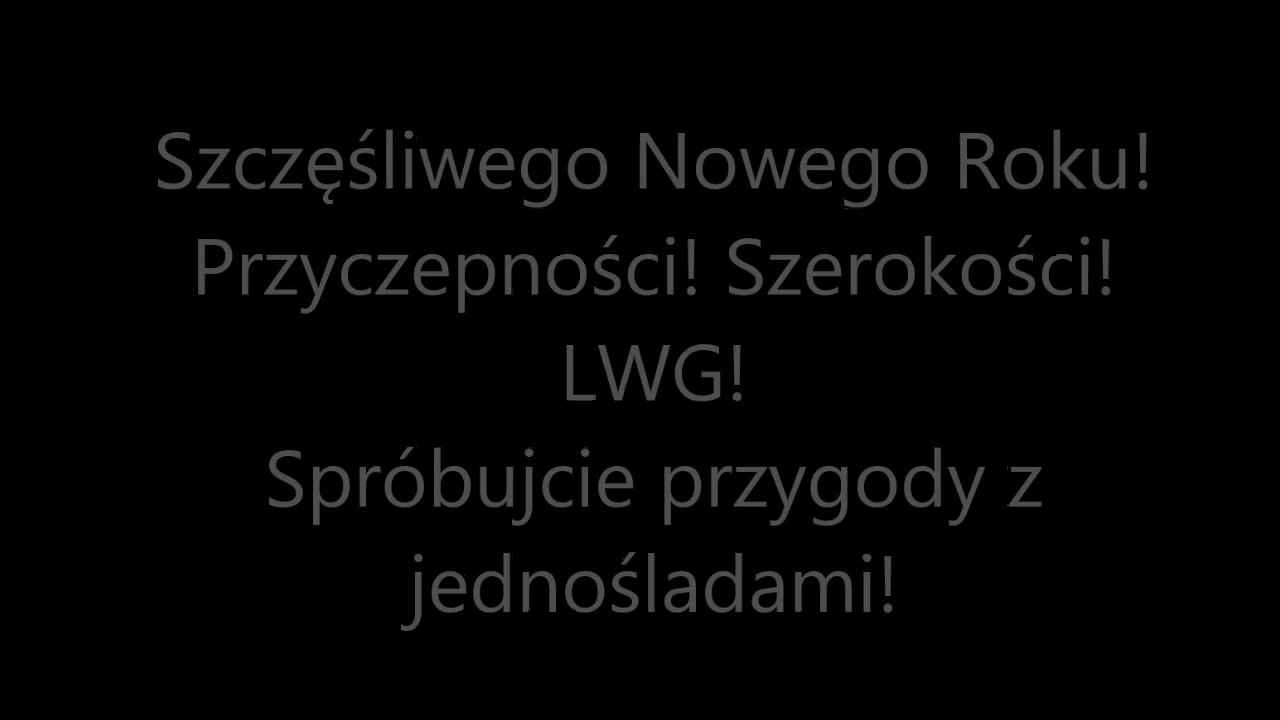 Szczęśliwego Nowego Roku!
Przyczepności! Szerokości!
LWG!
Spróbujcie przygody z
jednośladami!